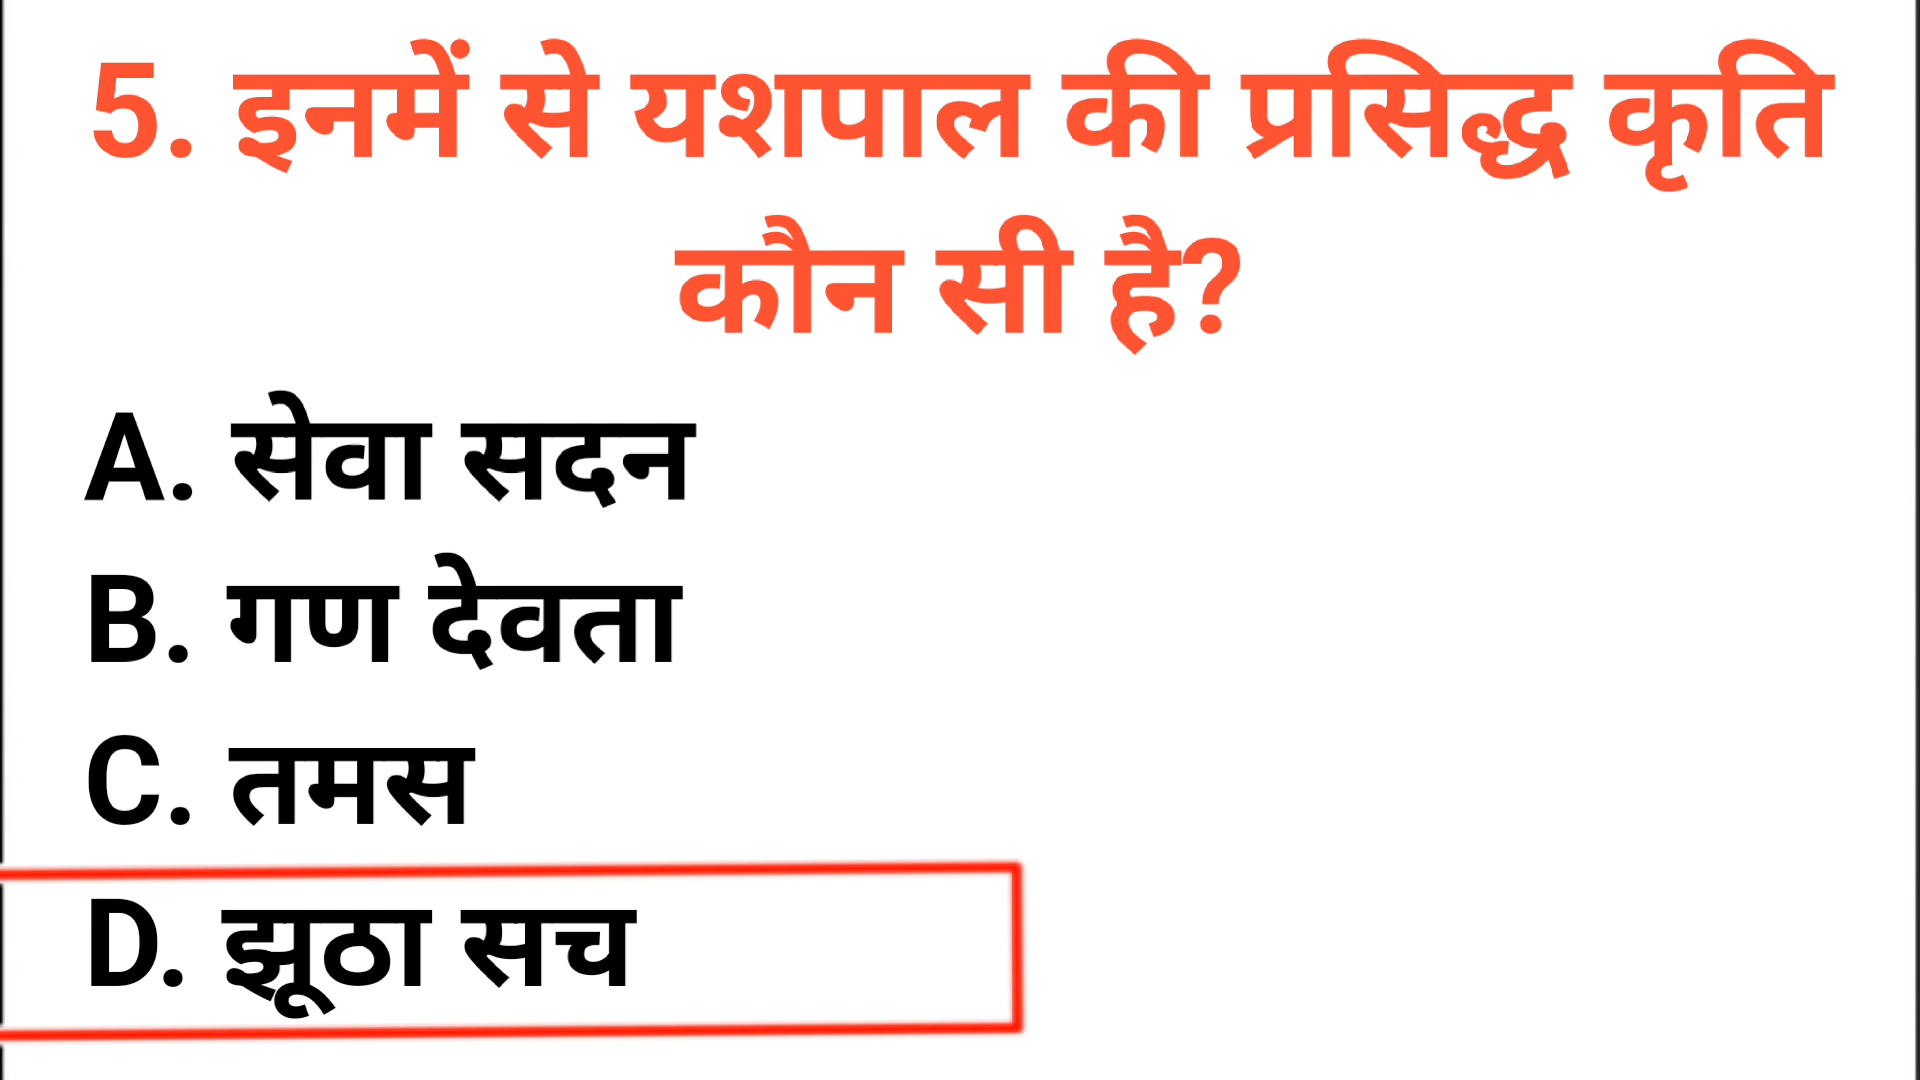 5. इनमें से यशपाल की प्रसिद्ध कृति
कौन सी है?
A. सेवा सदन
B. गण देवता
C. तमस
D. झूठा सच